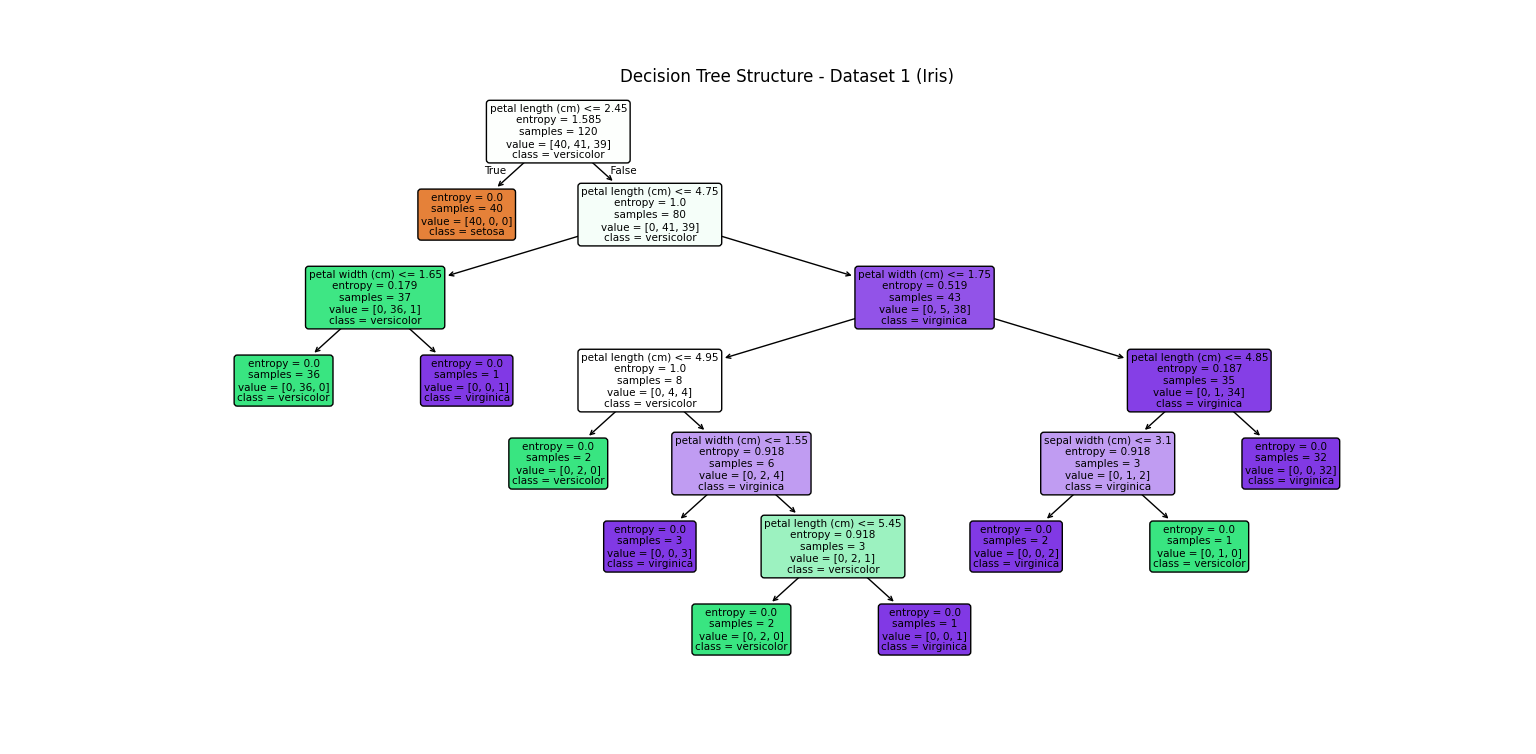 Decision Tree Structure - Dataset 1 (Iris)
petal length (cm) <= 2.45
entropy = 1.585
samples = 120
value = [40, 41, 39]
class = versicolor
True
False
entropy = 0.0
samples = 40
value = [40, 0, 0]
class = setosa
petal length (cm) <= 4.75
entropy = 1.0
samples = 80
value = [0, 41, 39]
class = versicolor
petal width (cm) <= 1.65
entropy = 0.179
samples = 37
value = [0, 36, 1]
class = versicolor
petal width (cm) <= 1.75
entropy = 0.519
samples = 43
value = [0, 5, 38]
class = virginica
entropy = 0.0
samples = 36
value = [0, 36, 0]
class = versicolor
entropy = 0.0
samples = 1
value = [0, 0, 1]
class = virginica
petal length (cm) <= 4.95
entropy = 1.0
samples = 8
value = [0, 4, 4]
class = versicolor
petal length (cm) <= 4.85
entropy = 0.187
samples = 35
value = [0, 1, 34]
class = virginica
entropy = 0.0
samples = 2
value = [0, 2, 0]
class = versicolor
petal width (cm) <= 1.55
entropy = 0.918
samples = 6
value = [0, 2, 4]
class = virginica
sepal width (cm) <= 3.1
entropy = 0.918
samples = 3
value = [0, 1, 2]
class = virginica
entropy = 0.0
samples = 32
value = [0, 0, 32]
class = virginica
entropy = 0.0
samples = 3
value = [0, 0, 3]
class = virginica
petal length (cm) <= 5.45
entropy = 0.918
samples = 3
value = [0, 2, 1]
class = versicolor
entropy = 0.0
samples = 2
value = [0, 0, 2]
class = virginica
entropy = 0.0
samples = 1
value = [0, 1, 0]
class = versicolor
entropy = 0.0
samples = 2
value = [0, 2, 0]
class = versicolor
entropy = 0.0
samples = 1
value = [0, 0, 1]
class = virginica